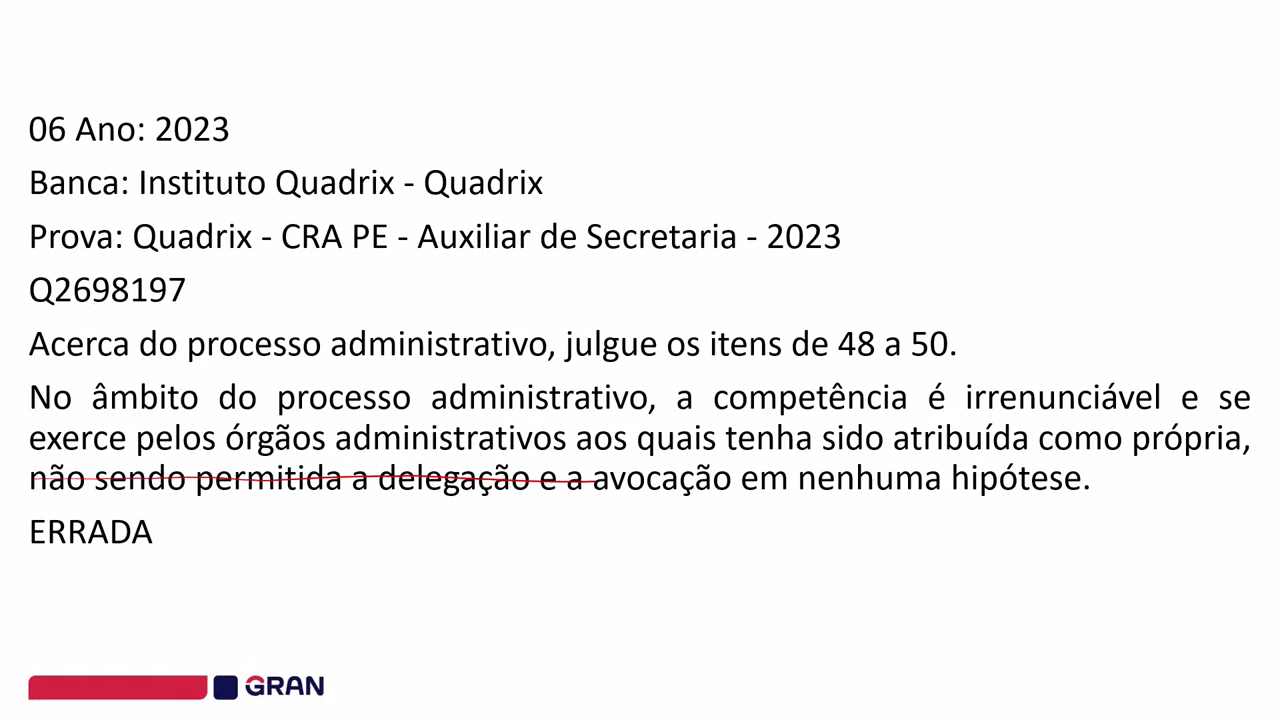 06 Ano: 2023
Banca: Instituto Quadrix - Quadrix
Prova: Quadrix - CRA PE - Auxiliar de Secretaria - 2023
Q2698197
Acerca do processo administrativo, julgue os itens de 48 a 50.
No âmbito do processo administrativo, a competência é irrenunciável e se
exerce pelos órgãos administrativos aos quais tenha sido atribuída como própria,
não sendo permitida a delegação e a avocação em nenhuma hipótese.
ERRADA
GRAN